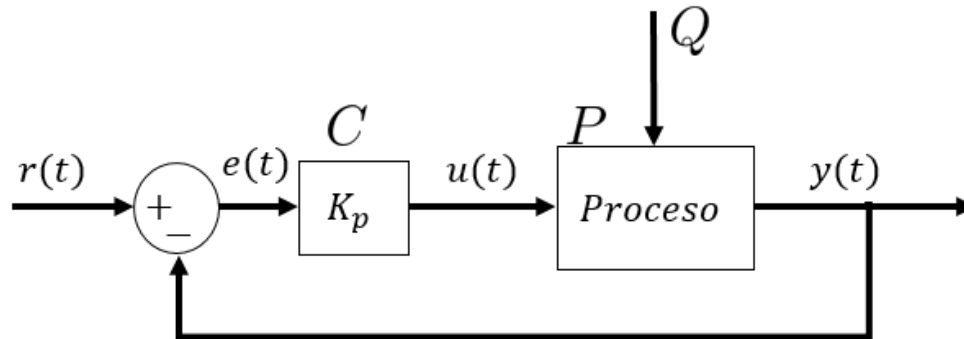 Q
C
P
r(t)
e(t)
u(t)
y(t)
+
−
K_p
Proceso